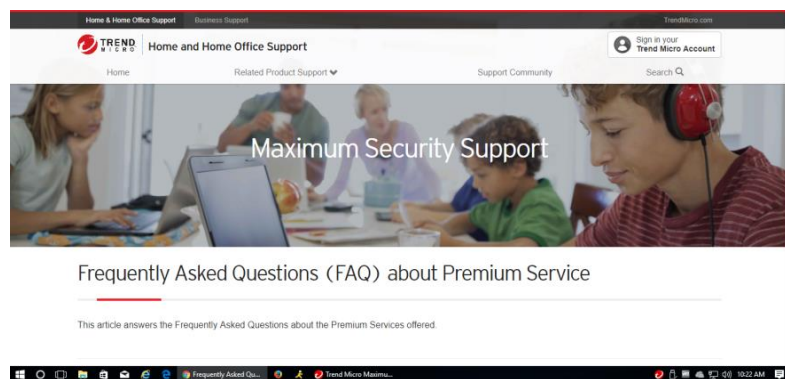 Home & Home Office Support Business Support TrendMicro.com
TREND MICRO Home and Home Office Support
Sign in your
Trend Micro Account
Home Related Product Support Support Community Search
Maximum Security Support
Frequently Asked Questions (FAQ) about Premium Service
This article answers the Frequently Asked Questions about the Premium Services offered.
Frequently Asked Qu... Trend Micro Maximu... 10:22 AM